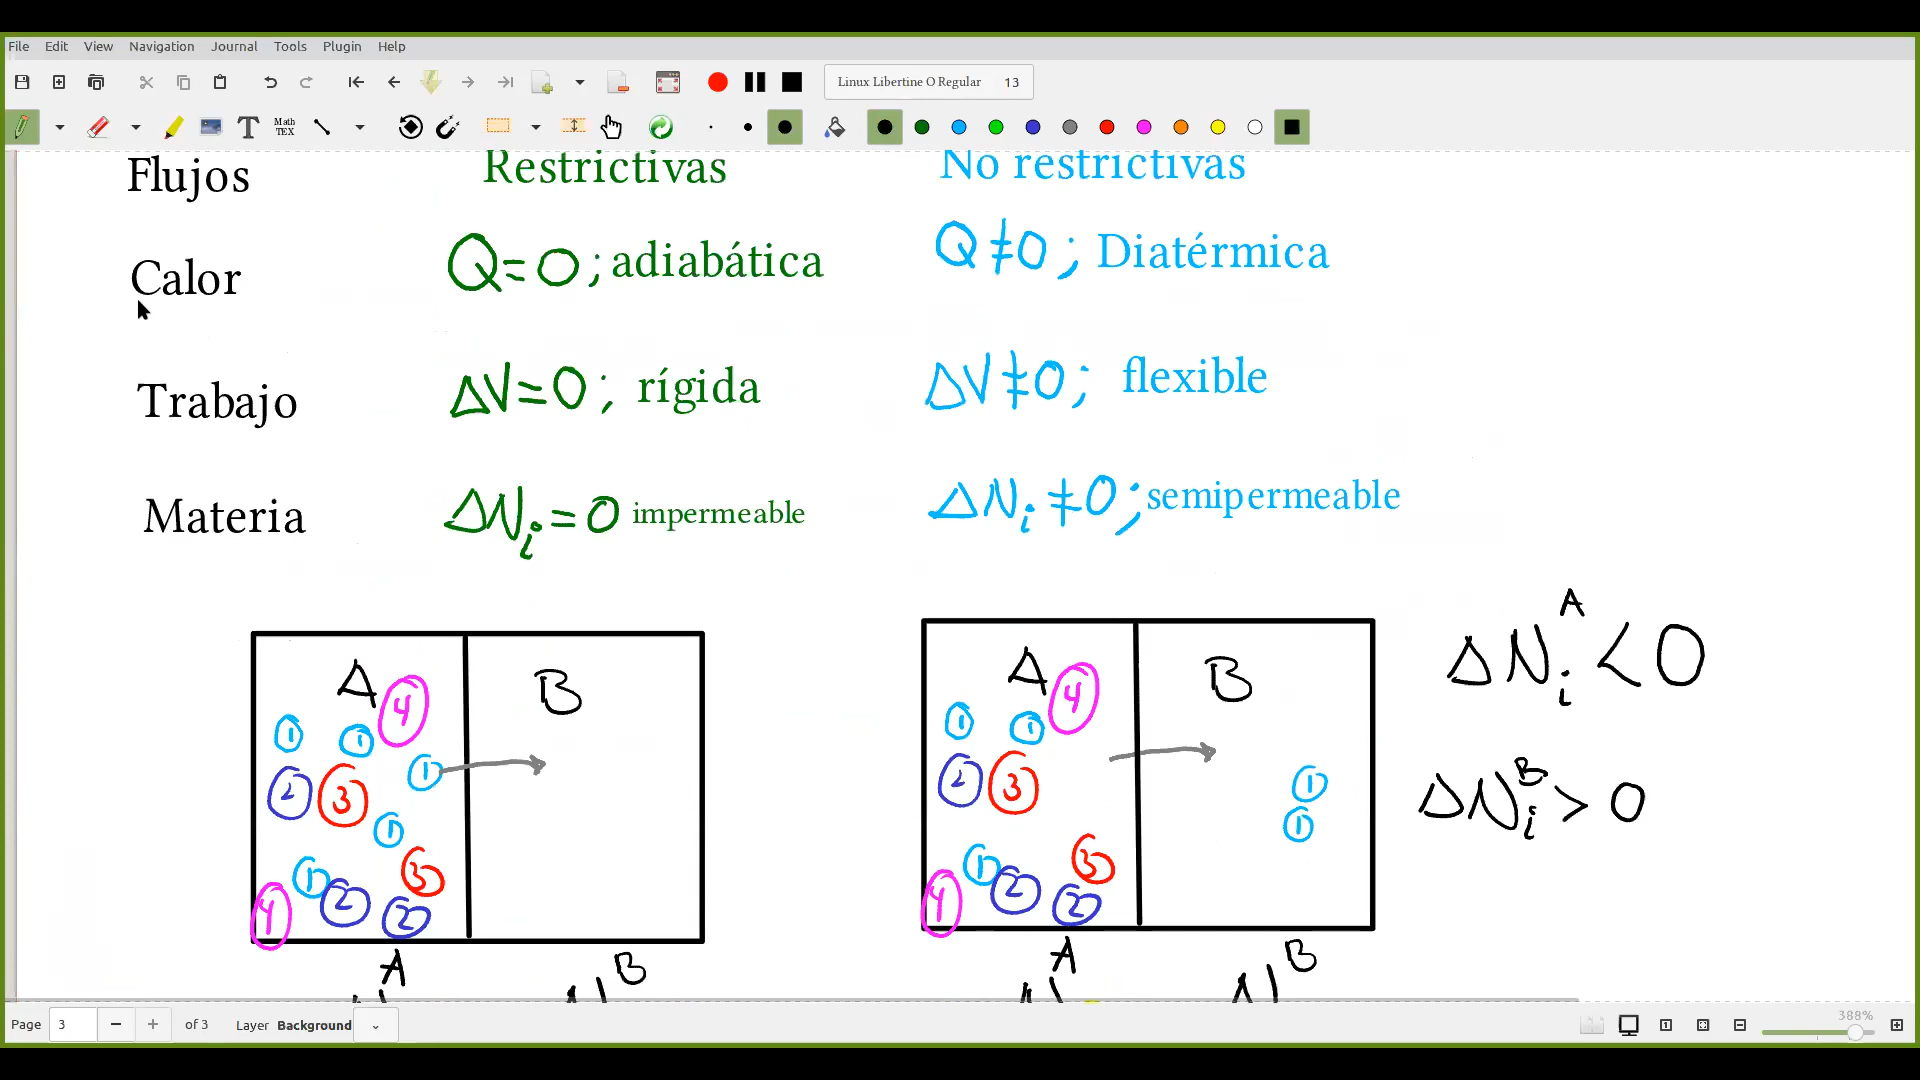 File Edit View Navigation Journal Tools Plugin Help
Linux Libertine O Regular 13
T Math TEX
Flujos Restrictivas No restrictivas
Calor Q=0; adiabática Q≠0; Diatérmica
Trabajo ΔV=0; rígida ΔV≠0; flexible
Materia ΔNᵢ=0 impermeable ΔNᵢ≠0; semipermeable
A B
4
1 1
1
2 3
1
3
1
4 2 2
A B
A B
4
1 1
2 3
1
1
3
1
4 2 2
A B
ΔNᵢᴬ < 0
ΔNᵢᴮ > 0
Page 3 of 3 Layer Background 388%